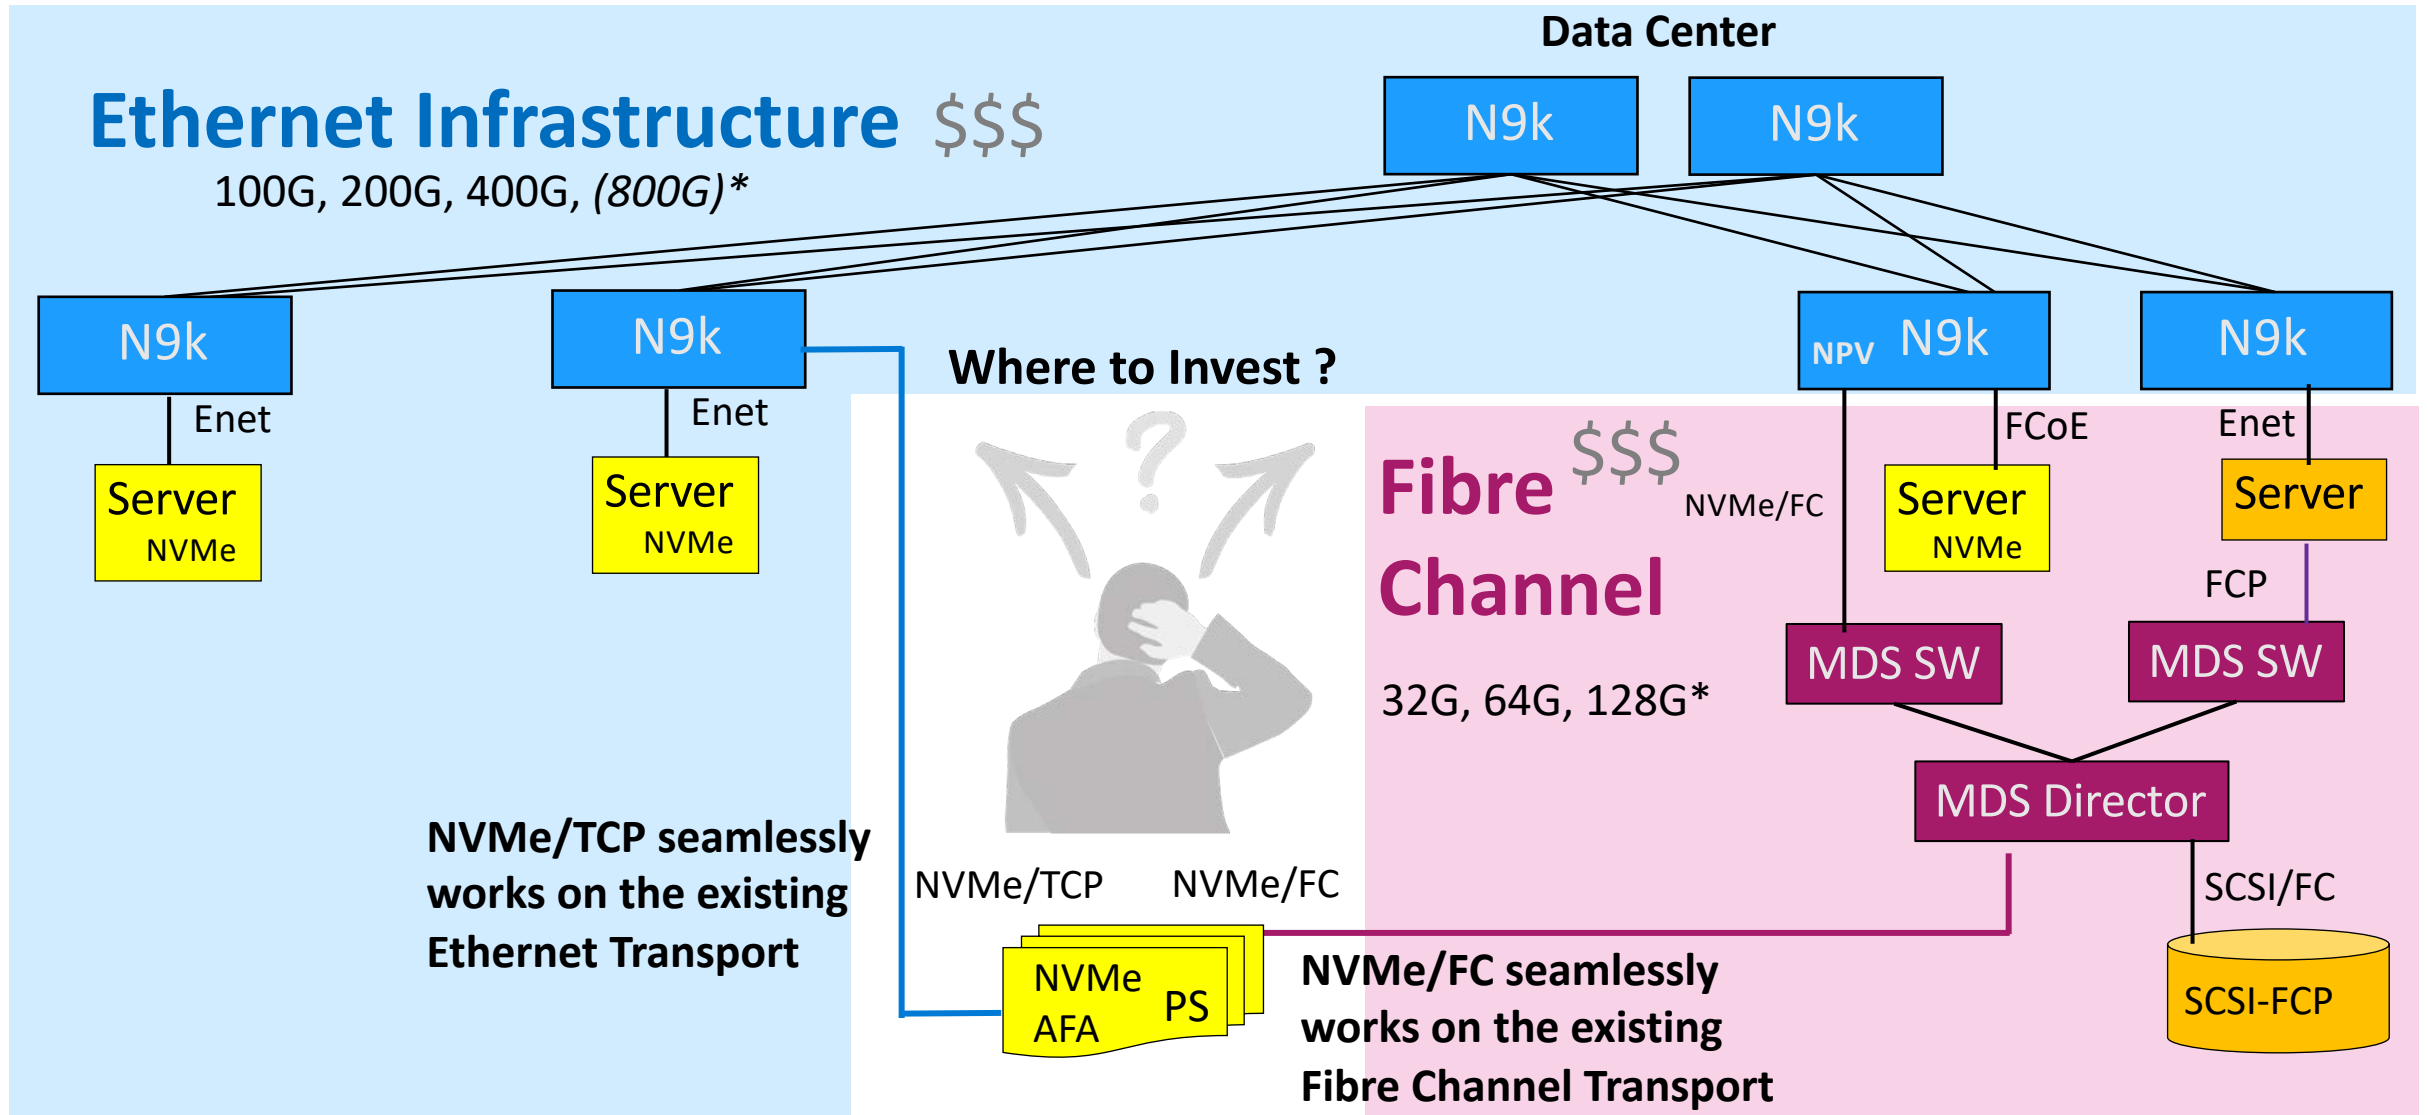 Data Center
Ethernet Infrastructure $$$
100G, 200G, 400G, (800G)*
N9k
N9k
N9k
N9k
NPV N9k
N9k
Where to Invest ?
Enet
Enet
FCoE
Enet
Server
NVMe
Server
NVMe
?
Fibre $$$
Channel
NVMe/FC
Server
NVMe
Server
FCP
32G, 64G, 128G*
MDS SW
MDS SW
MDS Director
NVMe/TCP seamlessly
works on the existing
Ethernet Transport
NVMe/TCP
NVMe/FC
SCSI/FC
NVMe
AFA
PS
NVMe/FC seamlessly
works on the existing
Fibre Channel Transport
SCSI-FCP